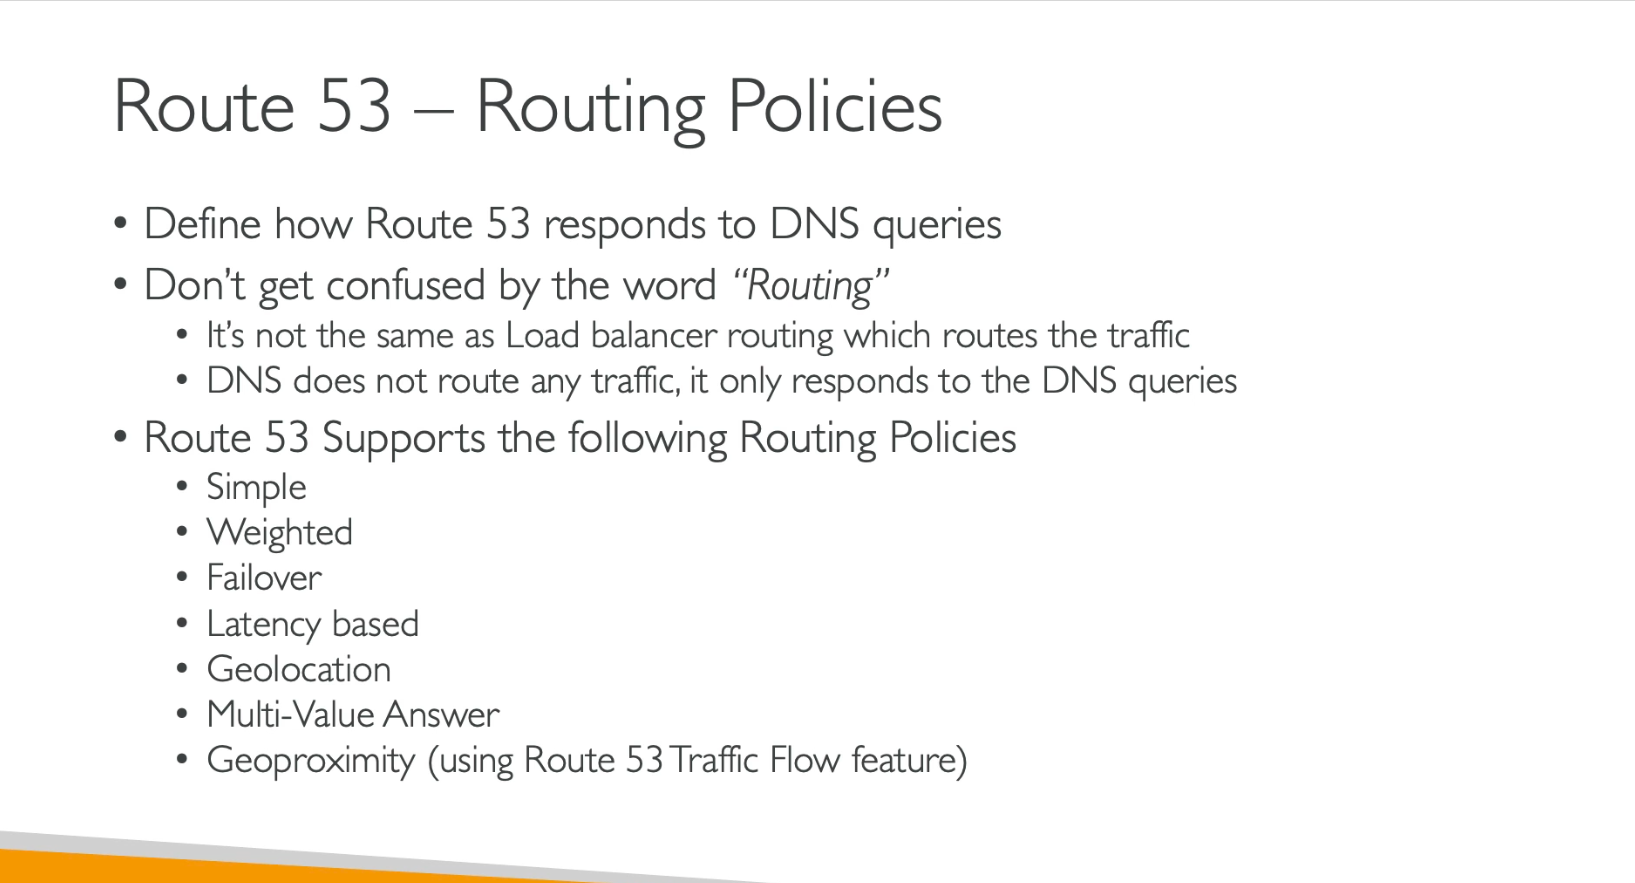 Route 53 – Routing Policies
• Define how Route 53 responds to DNS queries
• Don’t get confused by the word “Routing”
• It’s not the same as Load balancer routing which routes the traffic
• DNS does not route any traffic, it only responds to the DNS queries
• Route 53 Supports the following Routing Policies
• Simple
• Weighted
• Failover
• Latency based
• Geolocation
• Multi-Value Answer
• Geoproximity (using Route 53 Traffic Flow feature)